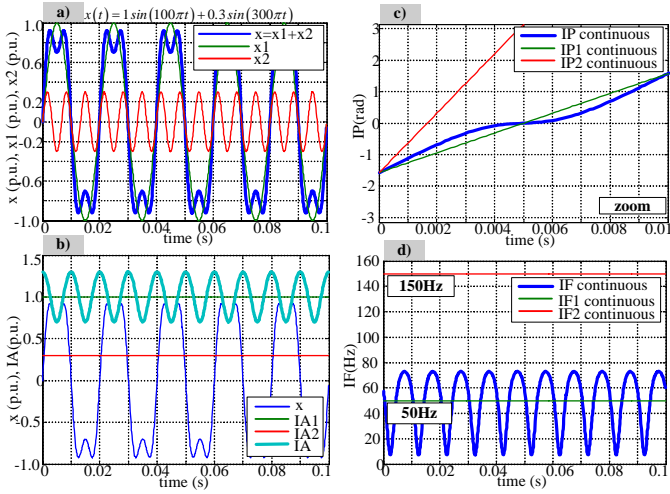 x(t) = 1 sin(100πt) + 0.3 sin(300πt)
a)
x=x1+x2
x1
x2
x (p.u.), x1 (p.u.), x2 (p.u.)
1.0
0.6
0.2
0
-0.2
-0.6
-1.0
0 0.02 0.04 0.06 0.08 0.1
time (s)
c)
IP continuous
IP1 continuous
IP2 continuous
IP(rad)
3
2
1
0
-1
-2
-3
zoom
0 0.002 0.004 0.006 0.008 0.01
time (s)
b)
x (p.u.), IA(p.u.)
1.5
1.0
0.5
0
-0.5
-1.0
x
IA1
IA2
IA
0 0.02 0.04 0.06 0.08 0.1
time (s)
d)
IF(Hz)
160
140
120
100
80
60
40
20
0
150Hz
IF continuous
IF1 continuous
IF2 continuous
50Hz
0 0.02 0.04 0.06 0.08 0.1
time (s)